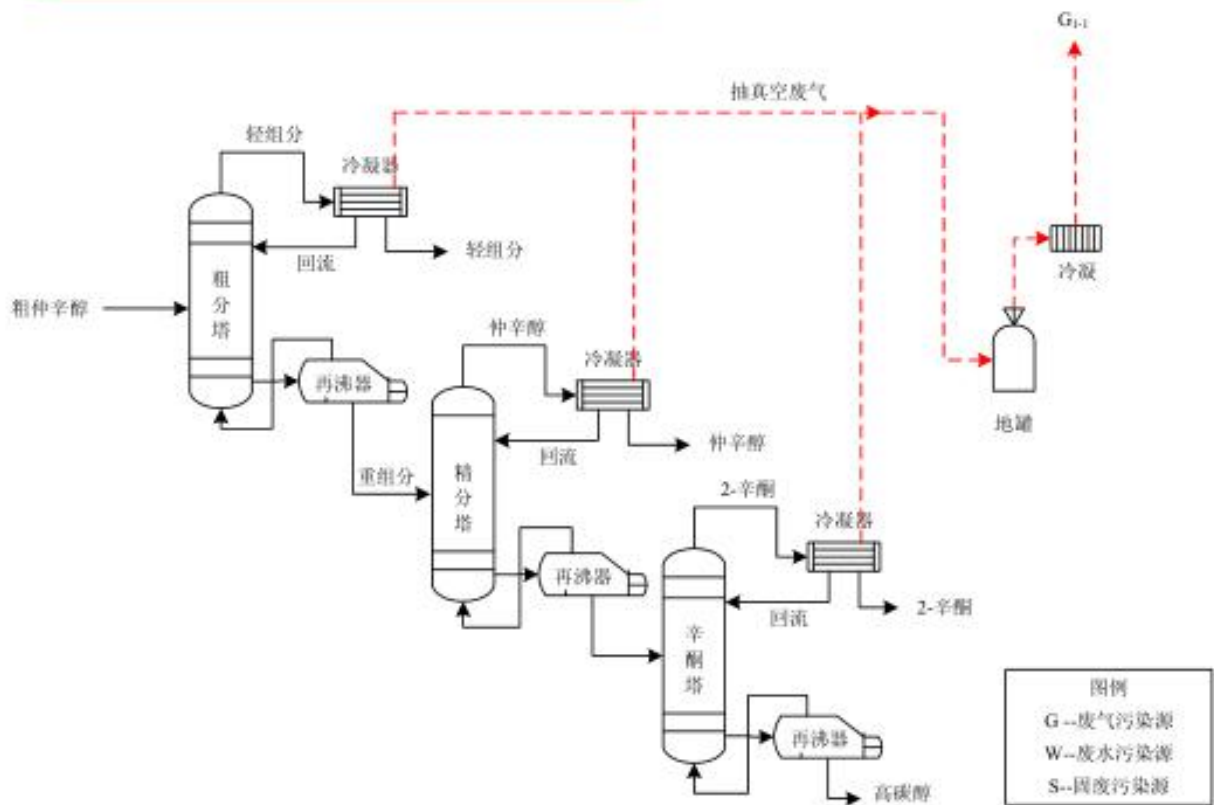 G1-1
抽真空废气
轻组分
冷凝器
轻组分
回流
粗分塔
粗仲辛醇
再沸器
冷凝
地罐
仲辛醇
冷凝器
仲辛醇
回流
重组分
精分塔
再沸器
2-辛酮
冷凝器
2-辛酮
回流
辛酮塔
再沸器
高碳醇
图例
G --废气污染源
W--废水污染源
S--固废污染源